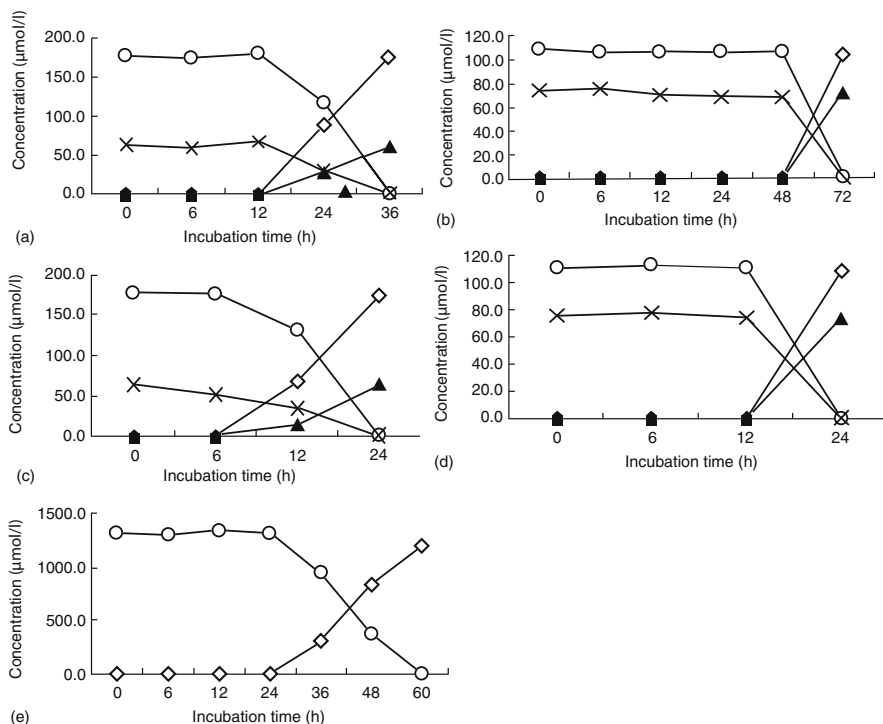 Concentration (µmol/l)
200.0
150.0
100.0
50.0
0.0
0 6 12 24 36
Incubation time (h)
(a)
Concentration (µmol/l)
120.0
100.0
80.0
60.0
40.0
20.0
0.0
0 6 12 24 48 72
Incubation time (h)
(b)
Concentration (µmol/l)
200.0
150.0
100.0
50.0
0.0
0 6 12 24
Incubation time (h)
(c)
Concentration (µmol/l)
120.0
100.0
80.0
60.0
40.0
20.0
0.0
0 6 12 24
Incubation time (h)
(d)
Concentration (µmol/l)
1500.0
1000.0
500.0
0.0
0 6 12 24 36 48 60
Incubation time (h)
(e)